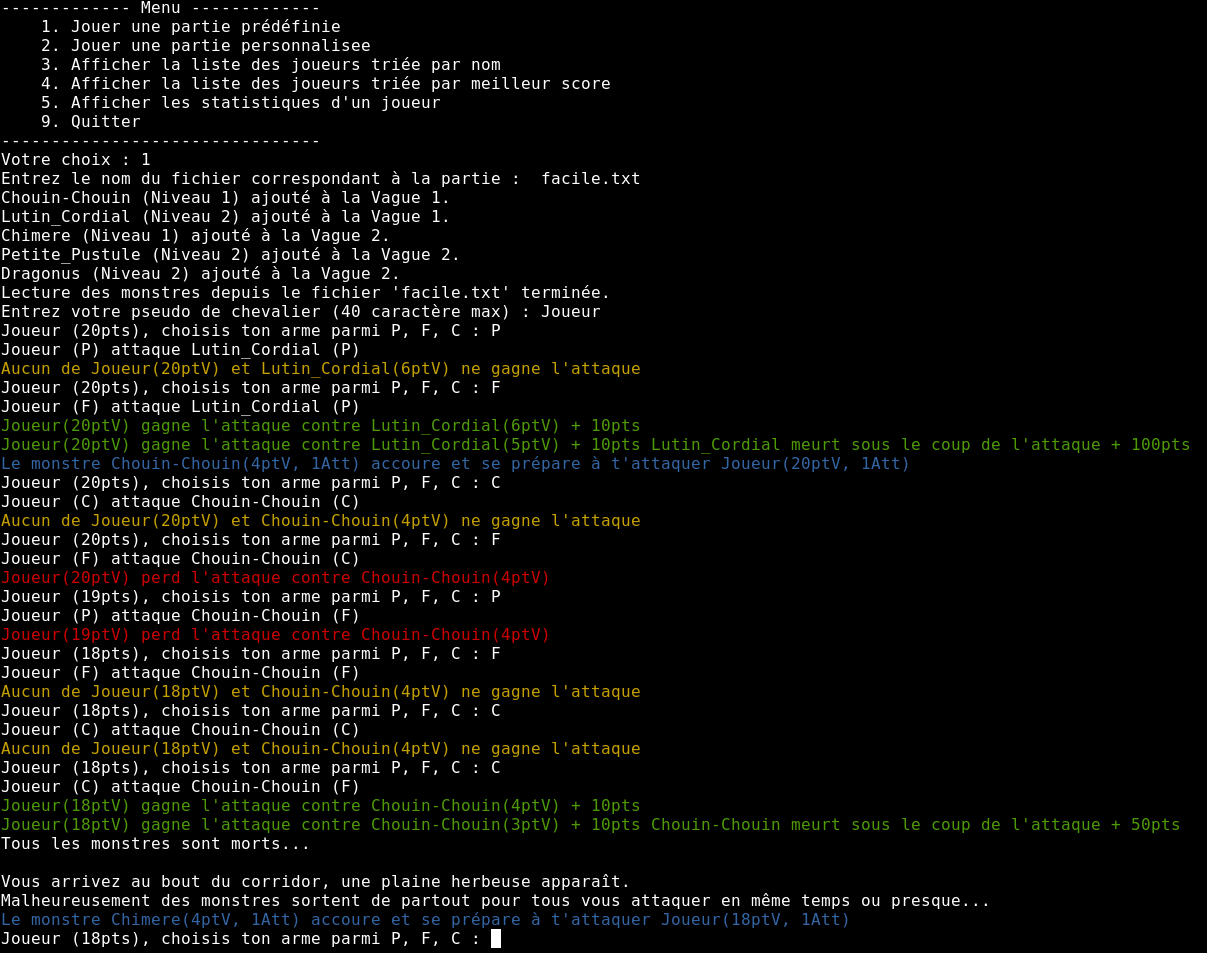 ------------- Menu -------------
    1. Jouer une partie prédéfinie
    2. Jouer une partie personnalisee
    3. Afficher la liste des joueurs triée par nom
    4. Afficher la liste des joueurs triée par meilleur score
    5. Afficher les statistiques d'un joueur
    9. Quitter
--------------------------------
Votre choix : 1
Entrez le nom du fichier correspondant à la partie :  facile.txt
Chouin-Chouin (Niveau 1) ajouté à la Vague 1.
Lutin_Cordial (Niveau 2) ajouté à la Vague 1.
Chimere (Niveau 1) ajouté à la Vague 2.
Petite_Pustule (Niveau 2) ajouté à la Vague 2.
Dragonus (Niveau 2) ajouté à la Vague 2.
Lecture des monstres depuis le fichier 'facile.txt' terminée.
Entrez votre pseudo de chevalier (40 caractère max) : Joueur
Joueur (20pts), choisis ton arme parmi P, F, C : P
Joueur (P) attaque Lutin_Cordial (P)
Aucun de Joueur(20ptV) et Lutin_Cordial(6ptV) ne gagne l'attaque
Joueur (20pts), choisis ton arme parmi P, F, C : F
Joueur (F) attaque Lutin_Cordial (P)
Joueur(20ptV) gagne l'attaque contre Lutin_Cordial(6ptV) + 10pts
Joueur(20ptV) gagne l'attaque contre Lutin_Cordial(5ptV) + 10pts Lutin_Cordial meurt sous le coup de l'attaque + 100pts
Le monstre Chouin-Chouin(4ptV, 1Att) accoure et se prépare à t'attaquer Joueur(20ptV, 1Att)
Joueur (20pts), choisis ton arme parmi P, F, C : C
Joueur (C) attaque Chouin-Chouin (C)
Aucun de Joueur(20ptV) et Chouin-Chouin(4ptV) ne gagne l'attaque
Joueur (20pts), choisis ton arme parmi P, F, C : F
Joueur (F) attaque Chouin-Chouin (C)
Joueur(20ptV) perd l'attaque contre Chouin-Chouin(4ptV)
Joueur (19pts), choisis ton arme parmi P, F, C : P
Joueur (P) attaque Chouin-Chouin (F)
Joueur(19ptV) perd l'attaque contre Chouin-Chouin(4ptV)
Joueur (18pts), choisis ton arme parmi P, F, C : F
Joueur (F) attaque Chouin-Chouin (F)
Aucun de Joueur(18ptV) et Chouin-Chouin(4ptV) ne gagne l'attaque
Joueur (18pts), choisis ton arme parmi P, F, C : C
Joueur (C) attaque Chouin-Chouin (C)
Aucun de Joueur(18ptV) et Chouin-Chouin(4ptV) ne gagne l'attaque
Joueur (18pts), choisis ton arme parmi P, F, C : C
Joueur (C) attaque Chouin-Chouin (F)
Joueur(18ptV) gagne l'attaque contre Chouin-Chouin(4ptV) + 10pts
Joueur(18ptV) gagne l'attaque contre Chouin-Chouin(3ptV) + 10pts Chouin-Chouin meurt sous le coup de l'attaque + 50pts
Tous les monstres sont morts...

Vous arrivez au bout du corridor, une plaine herbeuse apparaît.
Malheureusement des monstres sortent de partout pour tous vous attaquer en même temps ou presque...
Le monstre Chimere(4ptV, 1Att) accoure et se prépare à t'attaquer Joueur(18ptV, 1Att)
Joueur (18pts), choisis ton arme parmi P, F, C :